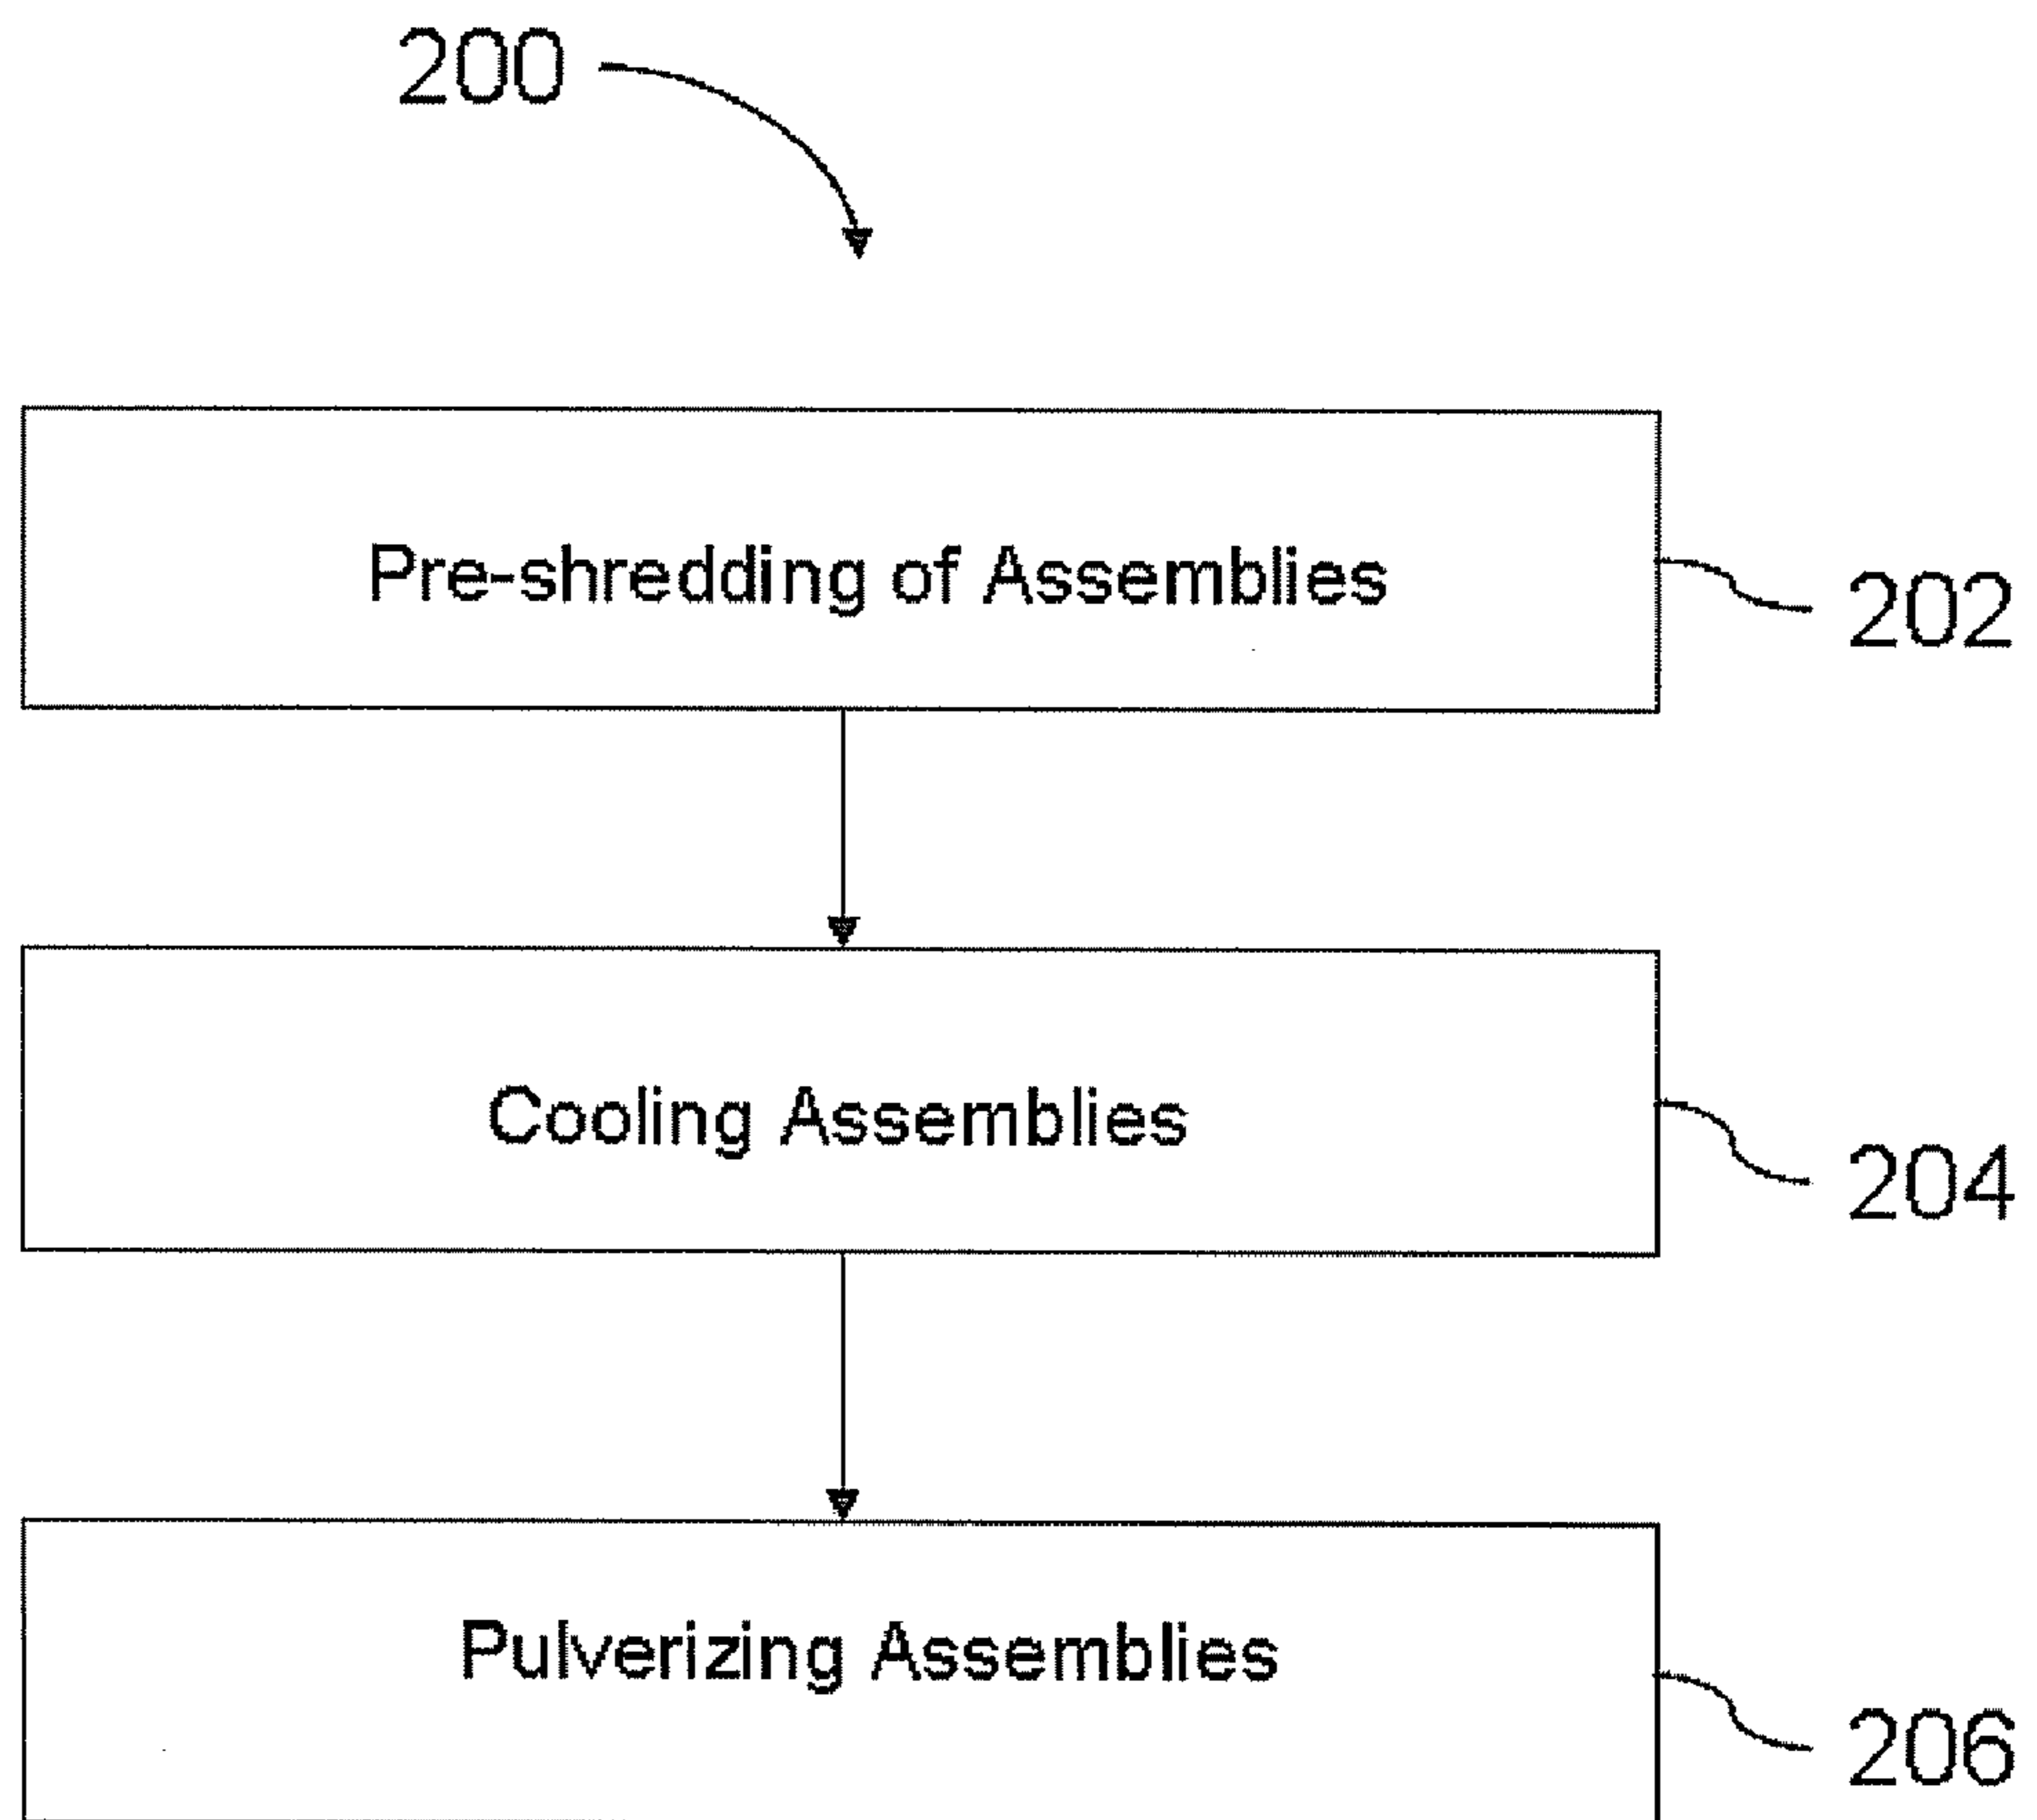 200
Pre-shredding of Assemblies
202
Cooling Assemblies
204
Pulverizing Assemblies
206